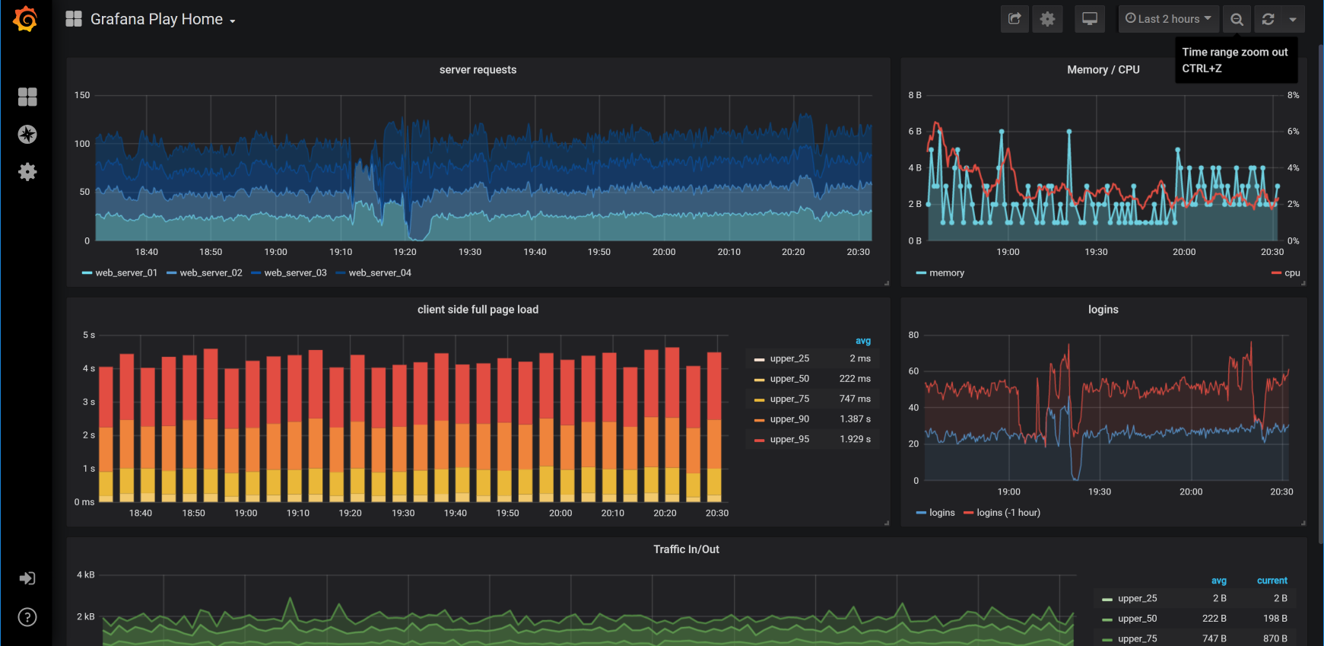 Grafana Play Home
Last 2 hours
Time range zoom out
CTRL+Z
server requests
150
100
50
0
18:40 18:50 19:00 19:10 19:20 19:30 19:40 19:50 20:00 20:10 20:20 20:30
web_server_01 web_server_02 web_server_03 web_server_04
Memory / CPU
8 B 8%
6 B 6%
4 B 4%
2 B 2%
0 B 0%
19:00 19:30 20:00 20:30
memory cpu
client side full page load
5 s
4 s
3 s
2 s
1 s
0 ms
18:40 18:50 19:00 19:10 19:20 19:30 19:40 19:50 20:00 20:10 20:20 20:30
avg
upper_25 2 ms
upper_50 222 ms
upper_75 747 ms
upper_90 1.387 s
upper_95 1.929 s
logins
80
60
40
20
0
19:00 19:30 20:00 20:30
logins logins (-1 hour)
Traffic In/Out
4 kB
2 kB
avg current
upper_25 2 B 2 B
upper_50 222 B 198 B
upper_75 747 B 870 B